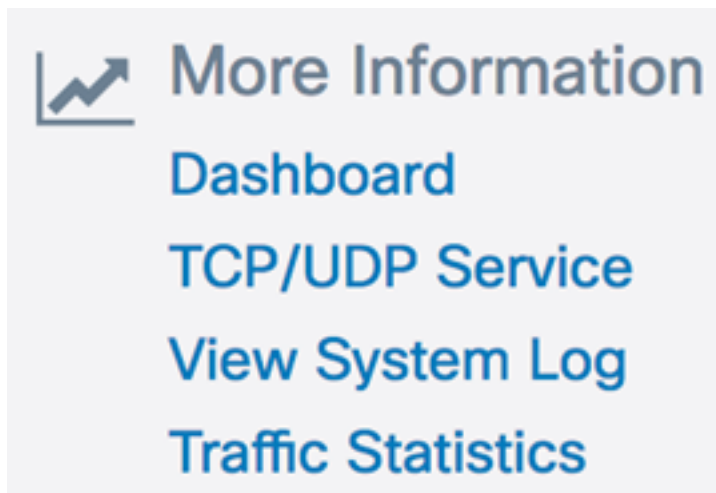 More Information
Dashboard
TCP/UDP Service
View System Log
Traffic Statistics